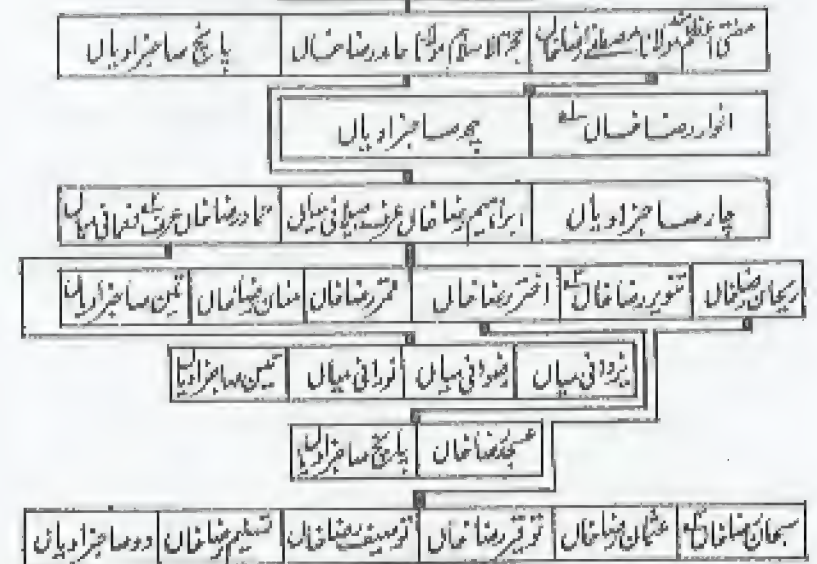 مفتی اعظم ہند مولانا مصطفےٰ رضا خاں حجۃ الاسلام مولانا حامد رضا خاں پانچ صاحبزادیاں
انوار رضا خاں چھ صاحبزادیاں
چار صاحبزادیاں ابراہیم رضا خاں عرف جیلانی میاں حماد رضا خاں عرف نعمانی میاں
ریحان رضا خاں تنویر رضا خاں اختر رضا خاں قمر رضا خاں منان رضا خاں تین صاحبزادیاں
یزدانی میاں رضوانی میاں نورانی میاں تین صاحبزادیاں
عسجد رضا خاں پانچ صاحبزادیاں
سبحان رضا خاں عثمان رضا خاں توقیر رضا خاں توصیف رضا خاں تسلیم رضا خاں دو صاحبزادیاں